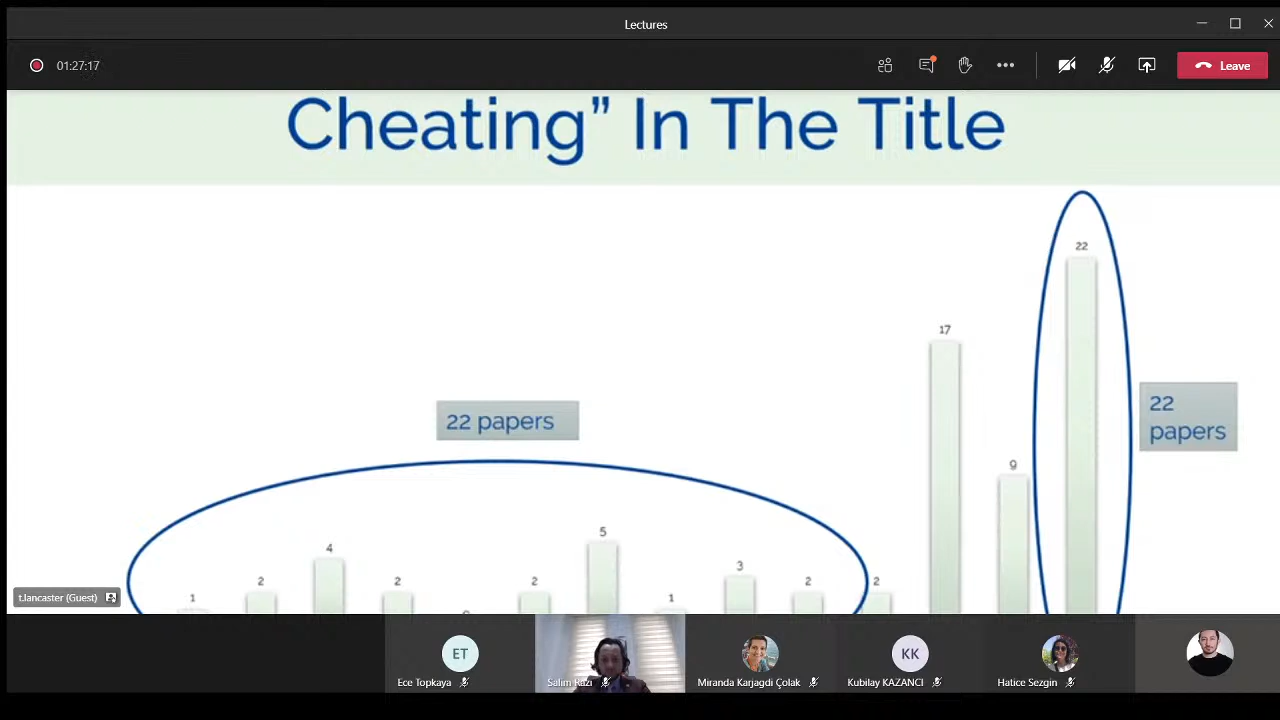 Lectures
01:27:17
Leave
Cheating” In The Title
22
17
22 papers
22
papers
9
5
4
3
2
2
2
2
2
1
1
t.lancaster (Guest)
ET
KK
Ece Topkaya
Salim Razı
Miranda Karjagdi Çolak
Kubilay KAZANCI
Hatice Sezgin